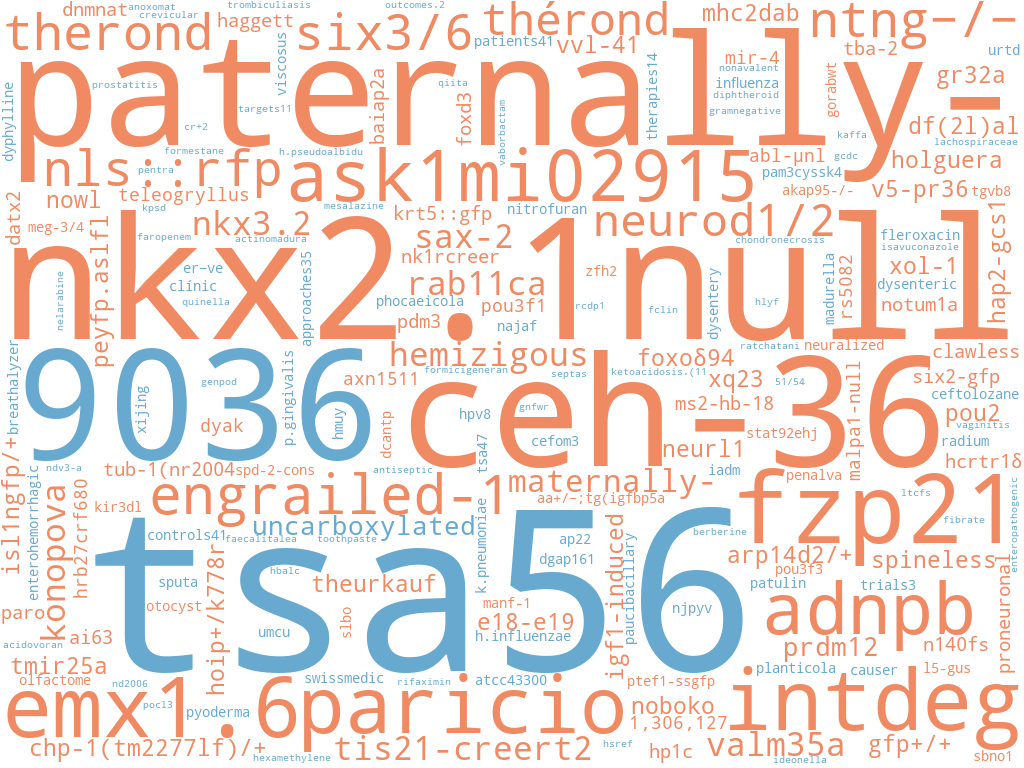 dnmnat
anoxomat
crevicular
haggett
trombiculiasis
outcomes.2
therond
six3/6
thérond
patients41
vvl-41
mhc2dab
ntng-/-
tba-2
urtd
paternally-
viscosus
mir-4
nonavalent
influenza
diphtheroid
gramnegative
gr32a
prostatitis
qiita
targets11
baiap2a
foxd3
therapies14
gorabwt
dyphylline
cr+2
vaborbactam
kaffa
df(2l)al
lachospiraceae
formestane
h.pseudoalbidu
nls::rfp
pentra
ask1mi02915
abl-µnl
gcdc
holguera
pam3cyssk4
akap95-/-
v5-pr36
tgvb8
datx2
nowl
teleogryllus
kpsd
mesalazine
nitrofuran
meg-3/4
nkx3.2
krt5::gfp
neurod1/2
faropenem
actinomadura
sax-2
chondronecrosis
fleroxacin
isavuconazole
hap2-gcs1
nkx2.1null
er-ve
clínic
quinella
nk1rcreer
rab11ca
zfh2
xol-1
dysenteric
peyfp.aslfl
nelarabine
approaches35
phocaeicola
pou3f1
rcdp1
fclin
dysentery
hlyf
madurella
rs5082
notum1a
pdm3
najaf
breathalyzer
hemizigous
formicigeneran
septas
foxoδ94
ratchatani
neuralized
clawless
9036
genpod
p.gingivalis
axn1511
ceh-36
ketoacidosis.(11
xq23
51/54
six2-gfp
ceftolozane
xijing
hmuy
dyak
dcantp
hpv8
gnfwr
ms2-hb-18
pou2
vaginitis
tsa47
cefom3
neurl1
stat92ehj
malpa1-null
radium
isl1ngfp/+
ndv3-a
tub-1(nr2004
spd-2-cons
antiseptic
iadm
penalva
hcrtr1δ
enterohemorrhagic
konopova
hrb27crf680
kir3dl
engrailed-1
maternally-
aa+/-;tg(igfbp5a
fzp21
ltcfs
enteropathogenic
controls41
uncarboxylated
faecalitalea
toothpaste
k.pneumoniae
ap22
dgap161
berberine
fibrate
tsa56
hbalc
theurkauf
igf1-induced
paucibacillary
arp14d2/+
pou3f3
spineless
proneuronal
sputa
otocyst
hoip+/k778r
manf-1
patulin
trials3
paro
ai63
umcu
slbo
e18-e19
h.influenzae
njpyv
adnpb
acidovoran
tmir25a
olfactome
nd2006
swissmedic
rifaximin
atcc43300
ptef1-ssgfp
prdm12
planticola
causer
n140fs
15-gus
emx1.6
pocl3
pyoderma
paricio
noboko
1,306,127
intdeg
chp-1(tm2277lf)/+
hexamethylene
tis21-creert2
hsref
hp1c
valm35a
ideonella
gfp+/+
sbno1